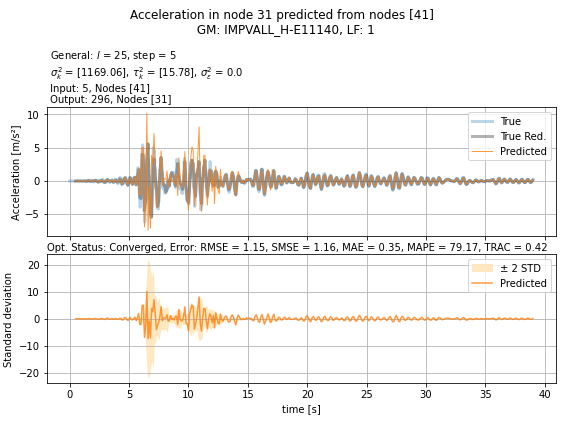 Acceleration in node 31 predicted from nodes [41]
GM: IMPVALL_H-E11140, LF: 1
General: l = 25, step = 5
σ²_k = [1169.06], τ²_k = [15.78], σ²_ε = 0.0
Input: 5, Nodes [41]
Output: 296, Nodes [31]
Acceleration [m/s²]
10
5
0
−5
True
True Red.
Predicted
Opt. Status: Converged, Error: RMSE = 1.15, SMSE = 1.16, MAE = 0.35, MAPE = 79.17, TRAC = 0.42
Standard deviation
20
10
0
−10
−20
± 2 STD
Predicted
0 5 10 15 20 25 30 35 40
time [s]